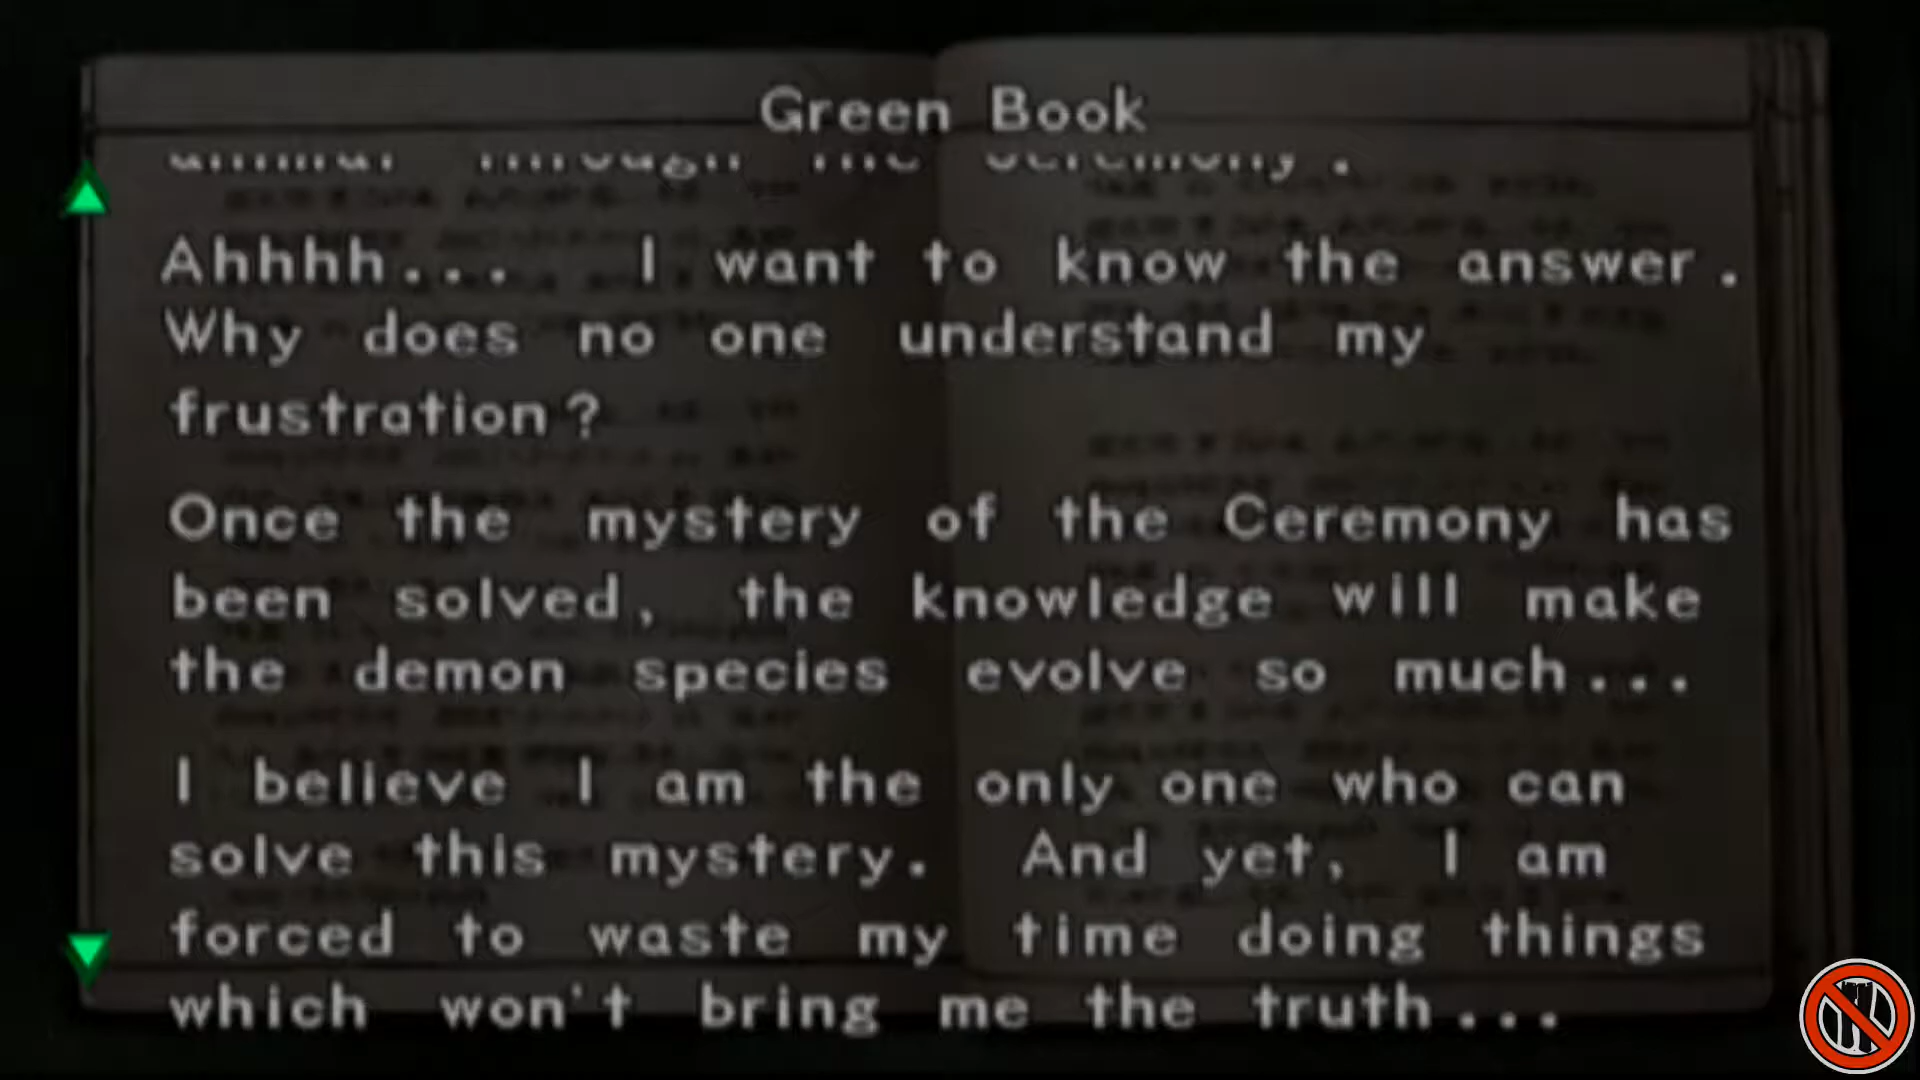 Green Book
Ahhhh... I want to know the answer.
Why does no one understand my
frustration?
Once the mystery of the Ceremony has
been solved, the knowledge will make
the demon species evolve so much...
I believe I am the only one who can
solve this mystery. And yet, I am
forced to waste my time doing things
which won't bring me the truth...